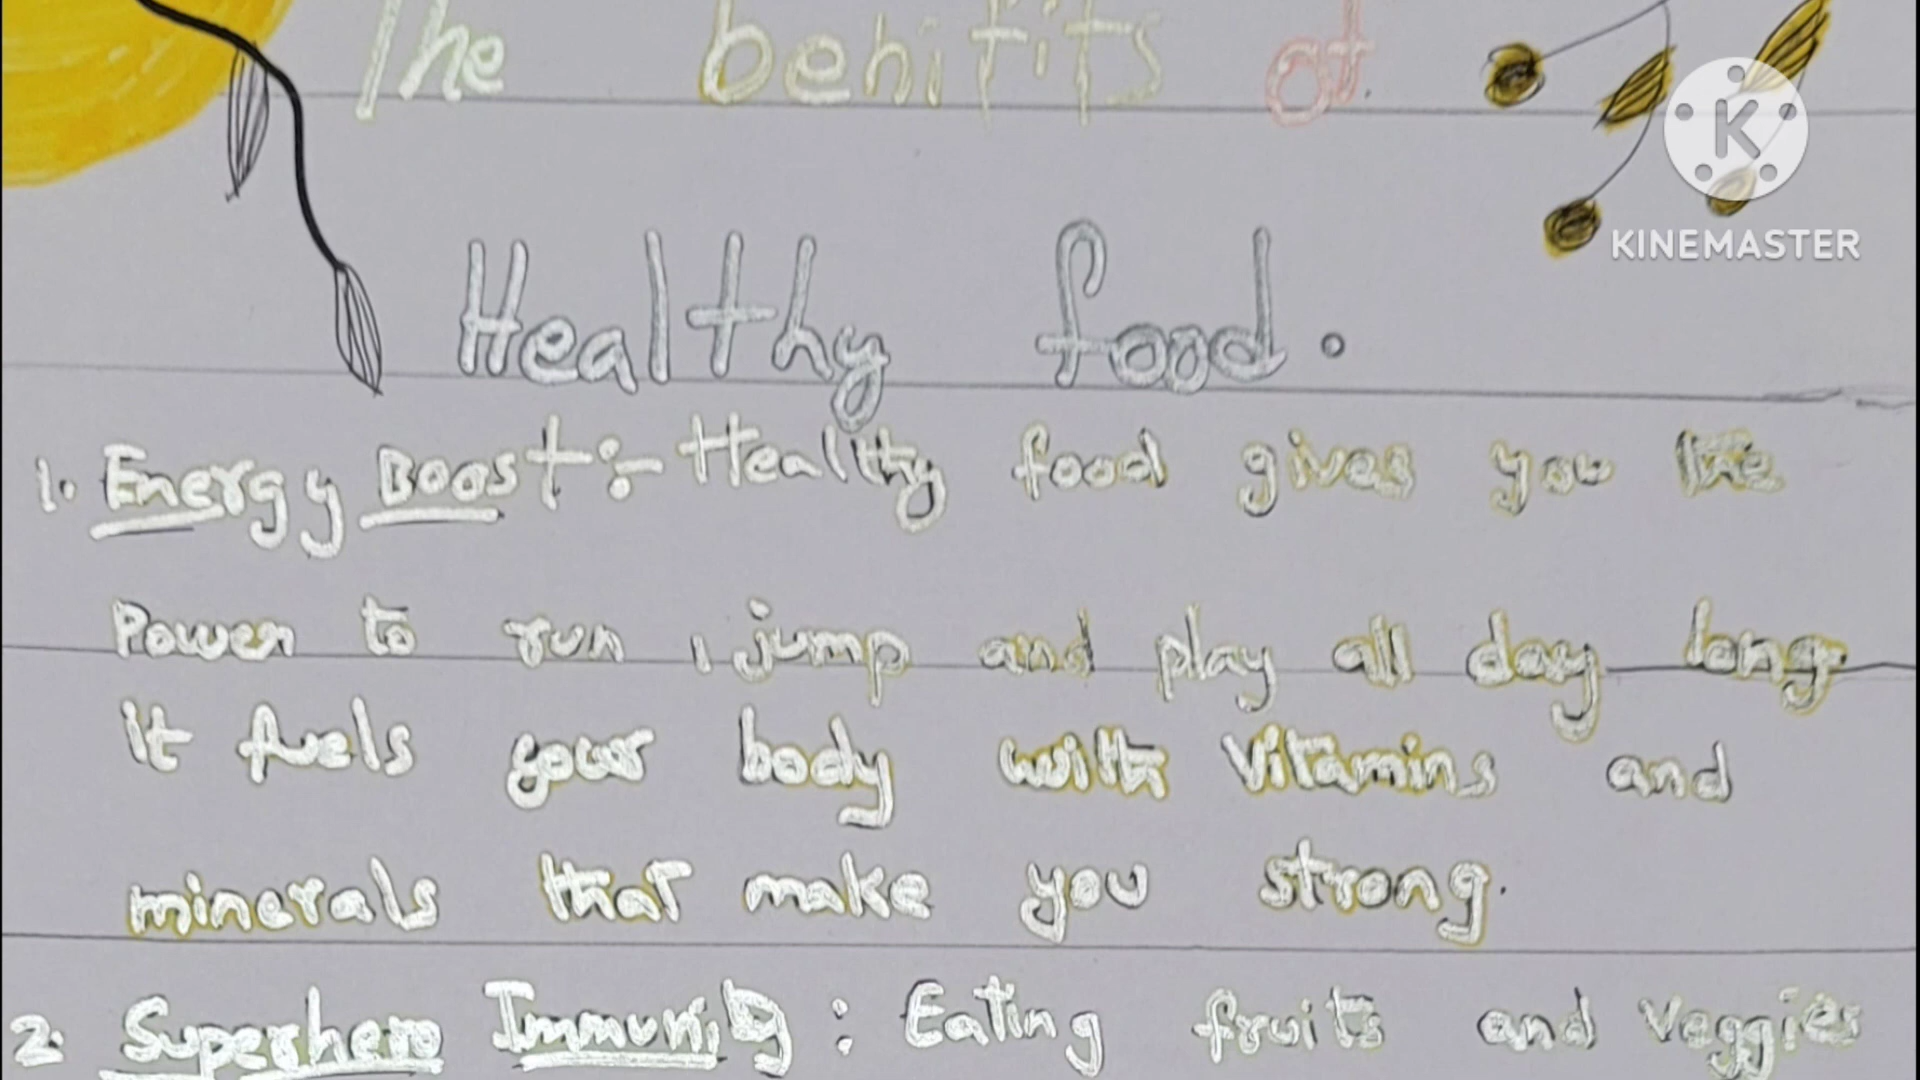 The benifits of
K
KINEMASTER
Healthy food.
1. Energy Boost:- Healthy food gives you the
Power to run, jump and play all day long
it fuels your body with vitamins and
minerals that make you strong.
2. Superhero Immunity: Eating fruits and veggies